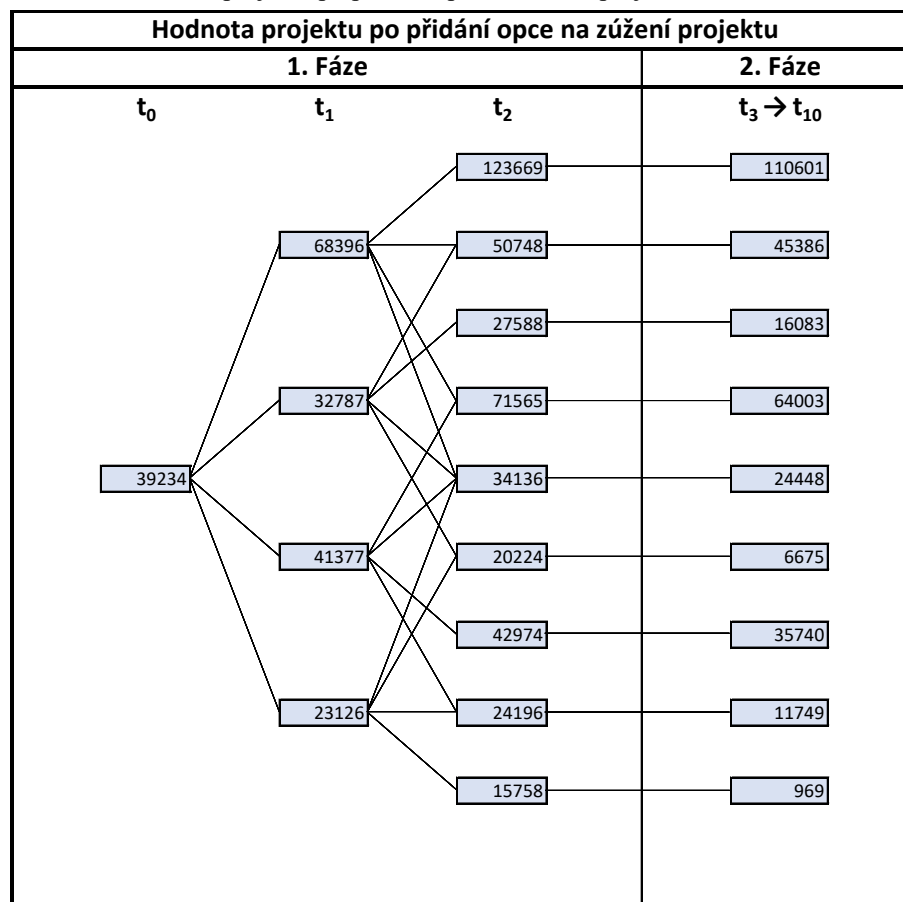 Hodnota projektu po přidání opce na zúžení projektu
1. Fáze 2. Fáze
t₀ t₁ t₂ t₃ → t₁₀
123669 110601
68396 50748 45386
27588 16083
32787 71565 64003
39234 34136 24448
41377 20224 6675
42974 35740
23126 24196 11749
15758 969